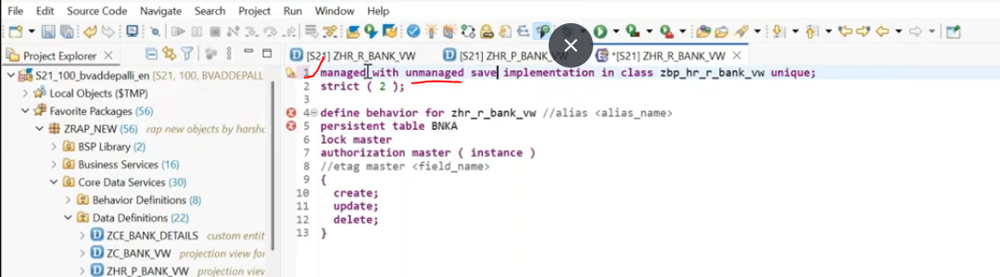 File Edit Source Code Navigate Search Project Run Window Help
Project Explorer
[S21] ZHR_R_BANK_VW
[S21] ZHR_P_BANK_VW
*[S21] ZHR_R_BANK_VW
S21_100_bvaddepalli_en [S21, 100, BVADDEPALL
Local Objects ($TMP)
Favorite Packages (56)
ZRAP_NEW (56) rap new objects by harsho
BSP Library (2)
Business Services (16)
Core Data Services (30)
Behavior Definitions (8)
Data Definitions (22)
ZCE_BANK_DETAILS custom entit
ZC_BANK_VW projection view for
ZHR_P_BANK_VW projection view
1 managed with unmanaged save implementation in class zbp_hr_r_bank_vw unique;
2 strict ( 2 );
3
4 define behavior for zhr_r_bank_vw //alias <alias_name>
5 persistent table BNKA
6 lock master
7 authorization master ( instance )
8 //etag master <field_name>
9 {
10 create;
11 update;
12 delete;
13 }